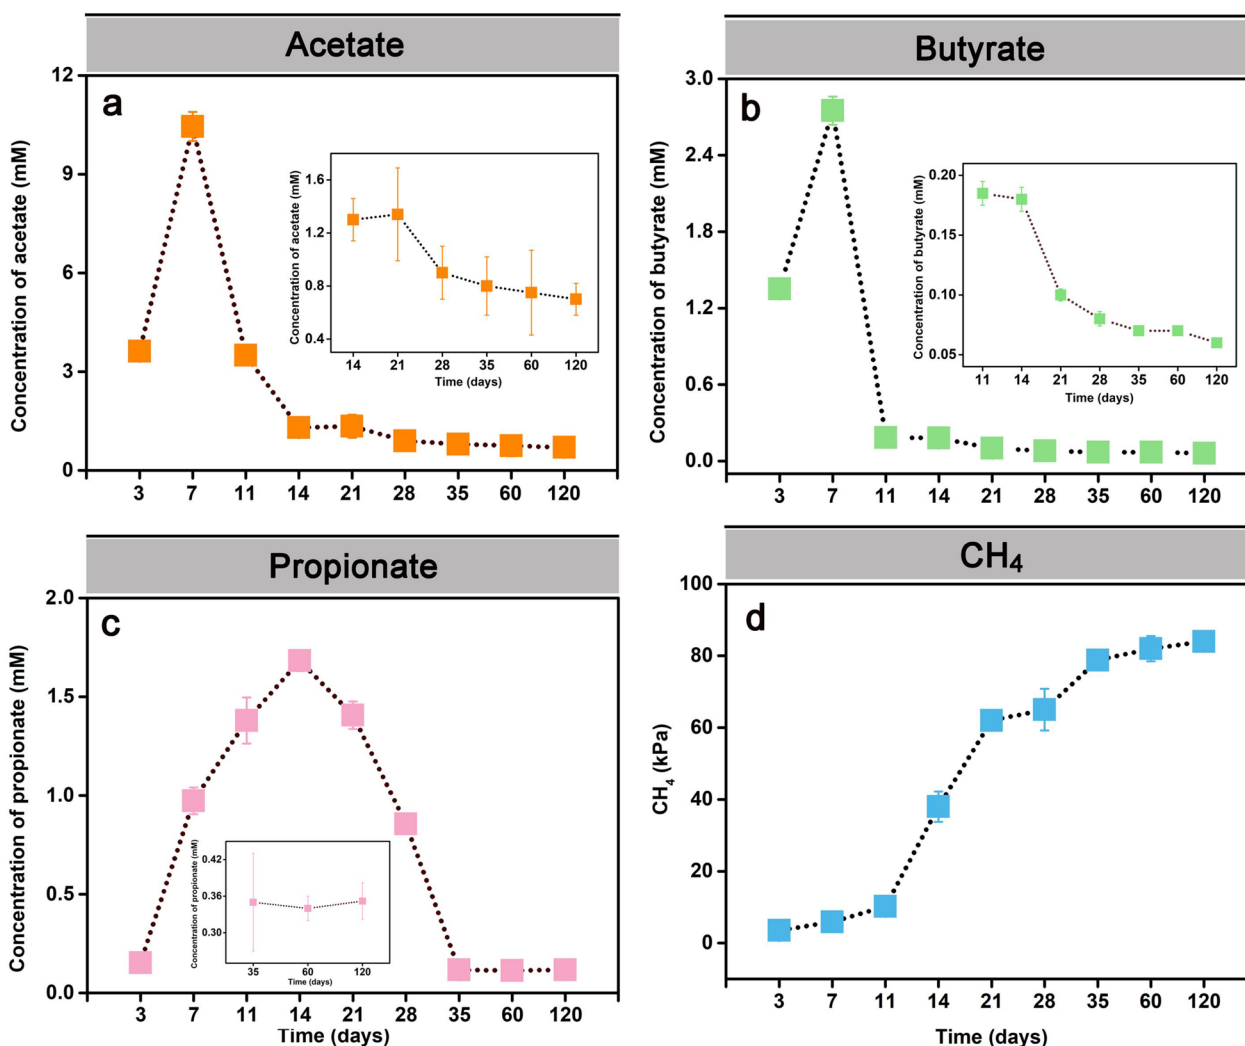 Acetate
a
Concentration of acetate (mM)
12
9
6
3
0
3 7 11 14 21 28 35 60 120
Concentration of acetate (mM)
1.6
1.2
0.8
0.4
14 21 28 35 60 120
Time (days)
Butyrate
b
Concentration of butyrate (mM)
3.0
2.4
1.8
1.2
0.6
0.0
3 7 11 14 21 28 35 60 120
Concentration of butyrate (mM)
0.20
0.15
0.10
0.05
11 14 21 28 35 60 120
Time (days)
Propionate
c
Concentration of propionate (mM)
2.0
1.5
1.0
0.5
0.0
3 7 11 14 21 28 35 60 120
Time (days)
Concentration of propionate (mM)
0.42
0.36
0.30
35 60 120
Time (days)
CH₄
d
CH₄ (kPa)
100
80
60
40
20
0
3 7 11 14 21 28 35 60 120
Time (days)